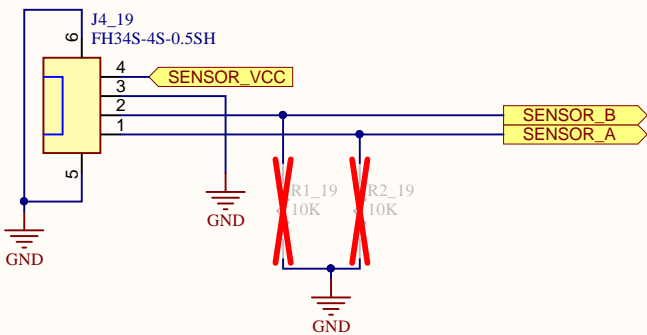 J4_19
FH34S-4S-0.5SH
6
4
SENSOR_VCC
3
2
SENSOR_B
1
SENSOR_A
5
R1_19
R2_19
10K
10K
GND
GND
GND